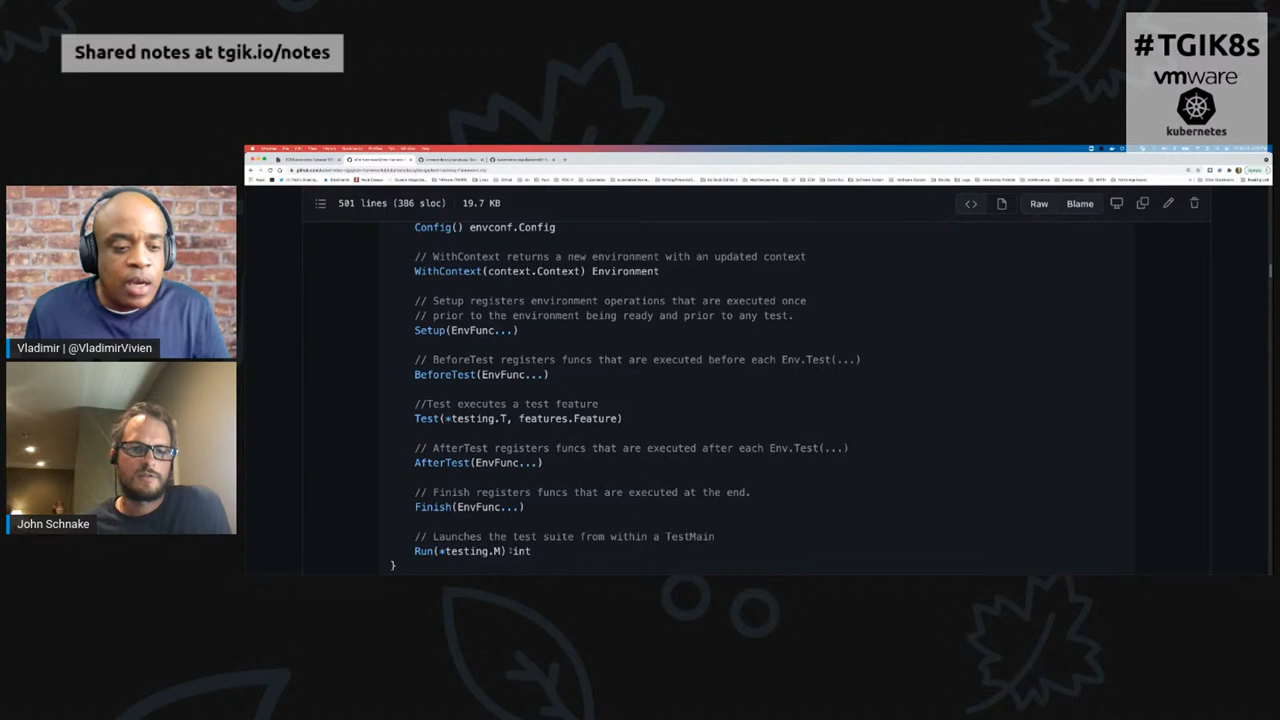 Shared notes at tgik.io/notes
#TGIK8s
vmware
kubernetes
501 lines (386 sloc)
19.7 KB
Raw
Blame
Config() envconf.Config
// WithContext returns a new environment with an updated context
WithContext(context.Context) Environment
// Setup registers environment operations that are executed once
// prior to the environment being ready and prior to any test.
Setup(EnvFunc...)
// BeforeTest registers funcs that are executed before each Env.Test(...)
BeforeTest(EnvFunc...)
//Test executes a test feature
Test(*testing.T, features.Feature)
// AfterTest registers funcs that are executed after each Env.Test(...)
AfterTest(EnvFunc...)
// Finish registers funcs that are executed at the end.
Finish(EnvFunc...)
// Launches the test suite from within a TestMain
Run(*testing.M) int
}
Vladimir | @VladimirVivien
John Schnake